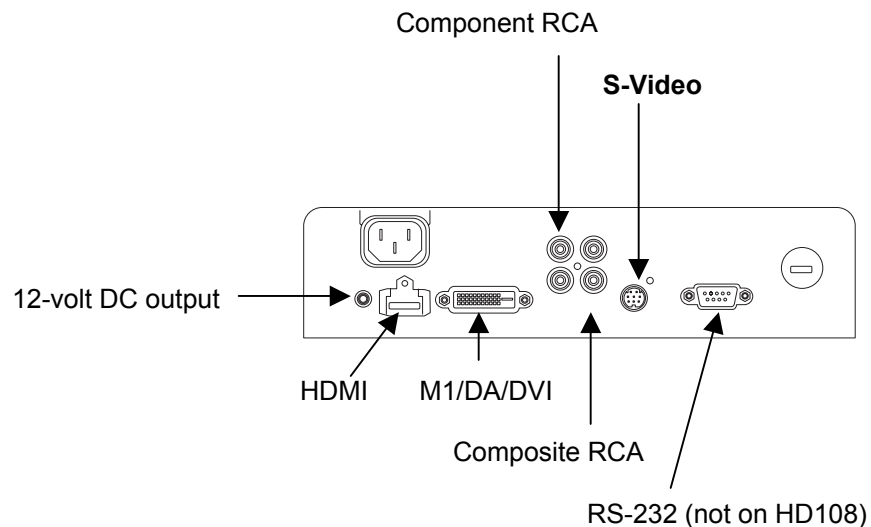 Component RCA
S-Video
12-volt DC output
HDMI
M1/DA/DVI
Composite RCA
RS-232 (not on HD108)